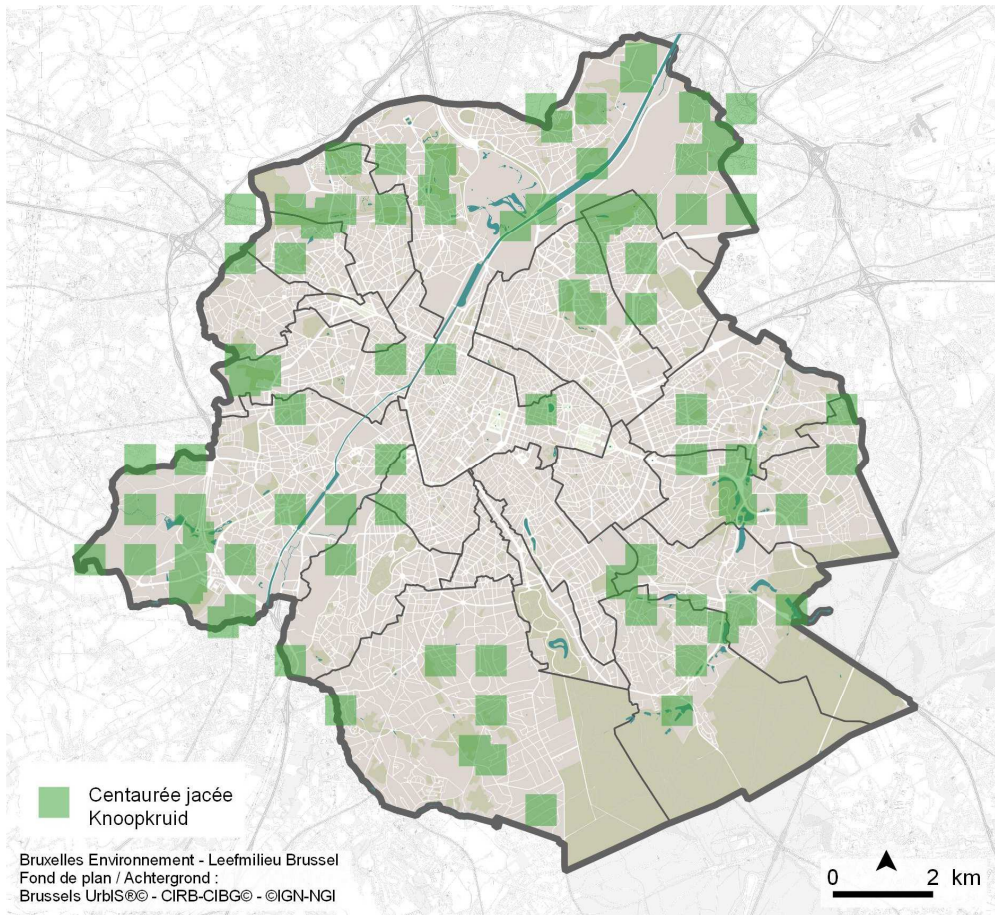 Centaurée jacée
Knoopkruid
Bruxelles Environnement - Leefmilieu Brussel
Fond de plan / Achtergrond :
Brussels UrbIS®© - CIRB-CIBG© - ©IGN-NGI
0 2 km